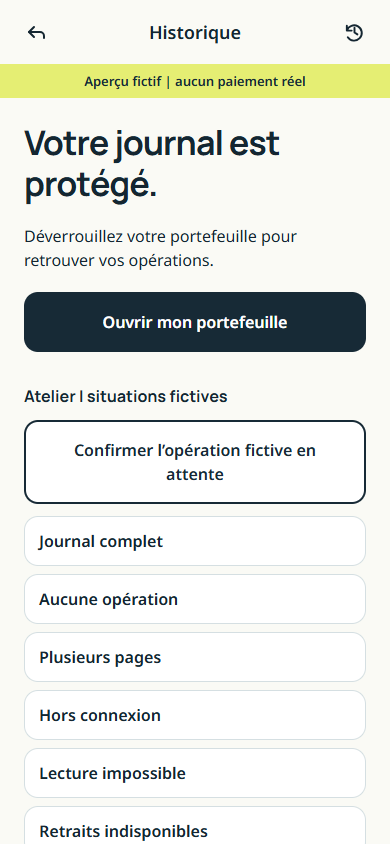 Historique
Aperçu fictif | aucun paiement réel
Votre journal est
protégé.
Déverrouillez votre portefeuille pour
retrouver vos opérations.
Ouvrir mon portefeuille
Atelier | situations fictives
Confirmer l’opération fictive en
attente
Journal complet
Aucune opération
Plusieurs pages
Hors connexion
Lecture impossible
Retraits indisponibles